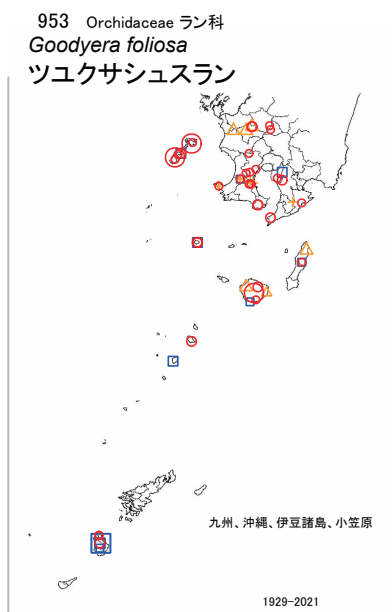 953 Orchidaceae ラン科
Goodyera foliosa
ツユクサシュスラン
九州、沖縄、伊豆諸島、小笠原
1929-2021